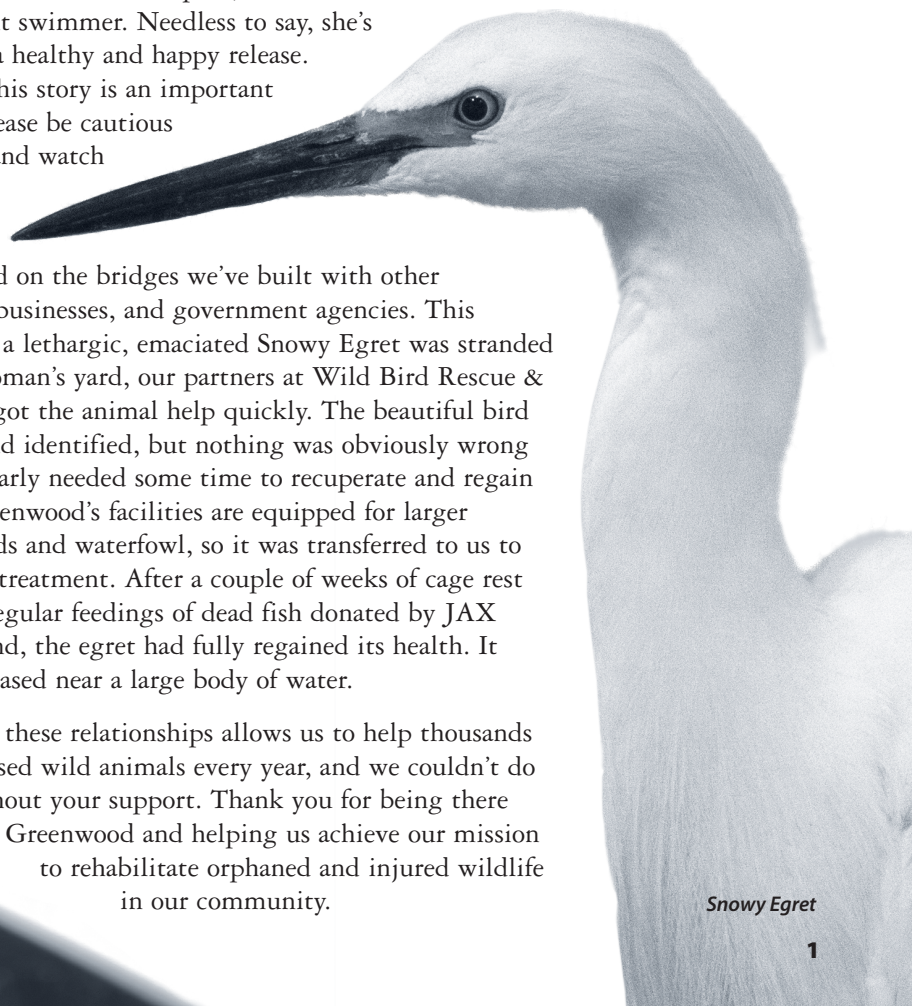 t swimmer. Needless to say, she's
a healthy and happy release.
his story is an important
ease be cautious
nd watch
d on the bridges we've built with other
businesses, and government agencies. This
a lethargic, emaciated Snowy Egret was stranded
oman's yard, our partners at Wild Bird Rescue &
got the animal help quickly. The beautiful bird
d identified, but nothing was obviously wrong
arly needed some time to recuperate and regain
enwood's facilities are equipped for larger
ds and waterfowl, so it was transferred to us to
treatment. After a couple of weeks of cage rest
egular feedings of dead fish donated by JAX
nd, the egret had fully regained its health. It
ased near a large body of water.
these relationships allows us to help thousands
sed wild animals every year, and we couldn't do
hout your support. Thank you for being there
Greenwood and helping us achieve our mission
to rehabilitate orphaned and injured wildlife
in our community.
Snowy Egret
1